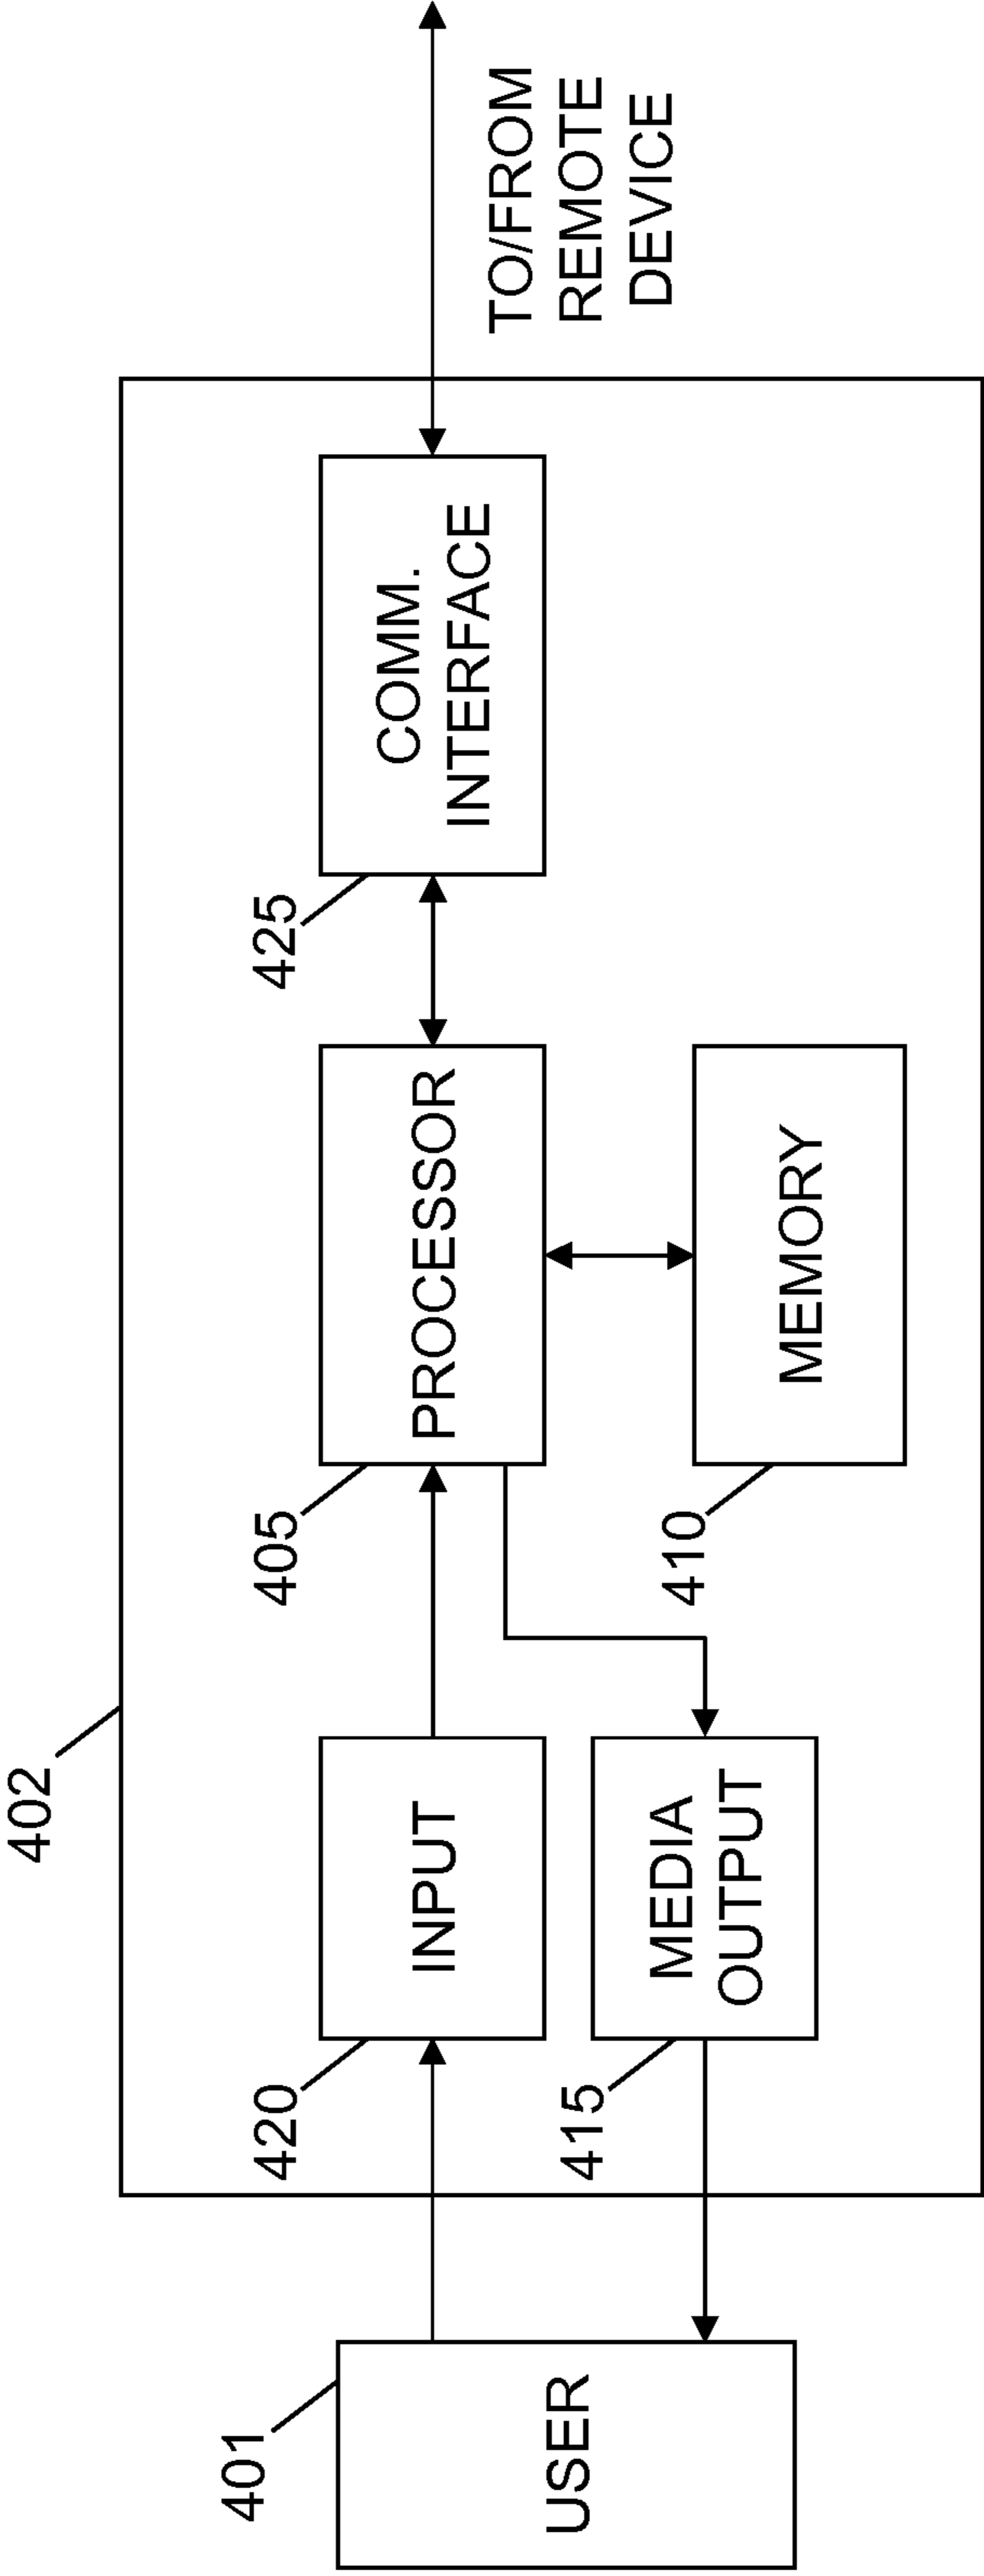 402
401
USER
420
INPUT
415
MEDIA
OUTPUT
405
PROCESSOR
410
MEMORY
425
COMM.
INTERFACE
TO/FROM
REMOTE
DEVICE